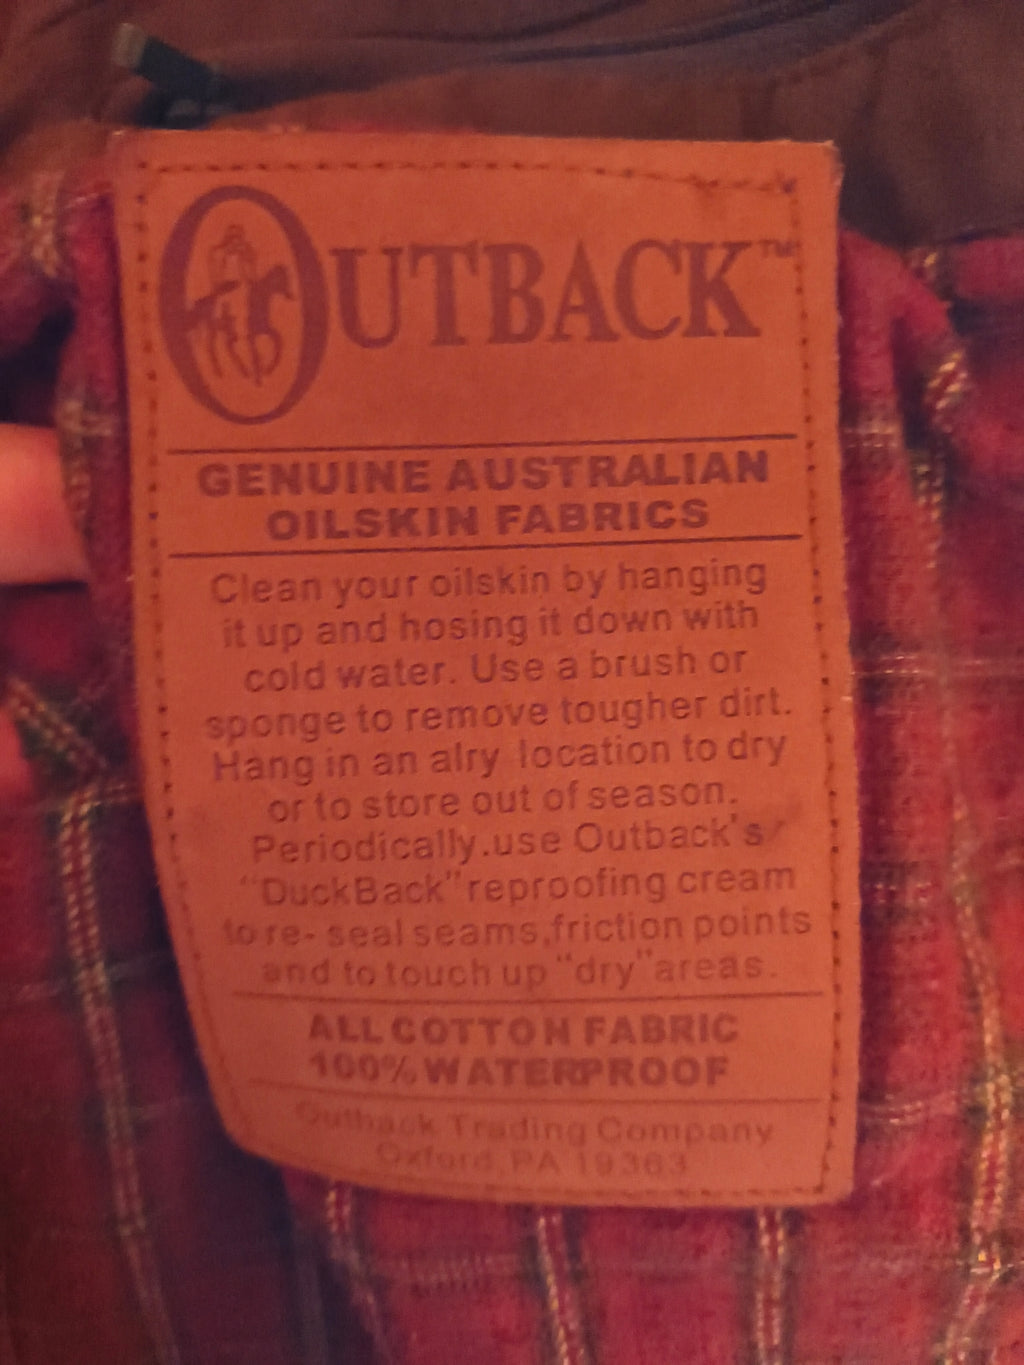 OUTBACK™
GENUINE AUSTRALIAN
OILSKIN FABRICS
Clean your oilskin by hanging
it up and hosing it down with
cold water. Use a brush or
sponge to remove tougher dirt.
Hang in an alry location to dry
or to store out of season.
Periodically.use Outback's
"DuckBack" reproofing cream
to re- seal seams,friction points
and to touch up "dry" areas.
ALL COTTON FABRIC
100% WATERPROOF
Outback Trading Company
Oxford, PA 19363